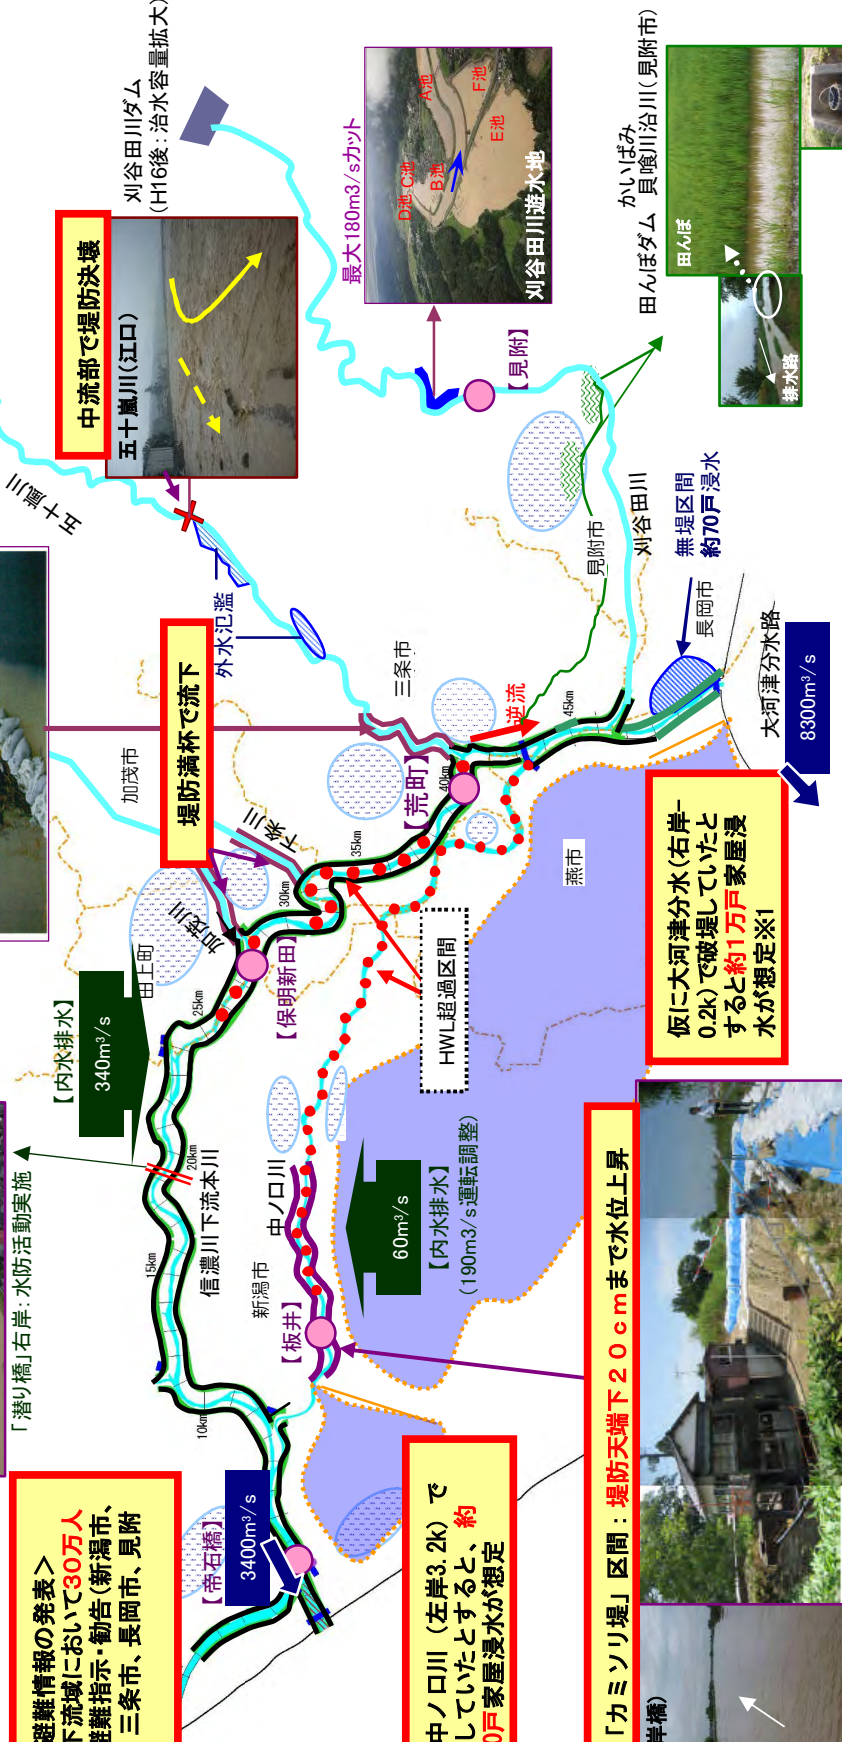 刈谷田川ダム
(H16後:治水容量拡大)
中流部で堤防決壊
五十嵐川(江口)
最大180m3/sカット
A池
B池
C池
D池
E池
F池
刈谷田川遊水地
かいばみ
田んぼダム 貝喰川沿川(見附市)
田んぼ
排水路
五十嵐川
外水氾濫
【見附】
見附市
刈谷田川
無堤区間
約70戸浸水
長岡市
大河津分水路
8300m³/s
加茂市
堤防満杯で流下
三条市
逆流
45km
40km
【荒町】
下条川
35km
30km
加茂川
田上町
【保明新田】
25km
燕市
HWL超過区間
仮に大河津分水(右岸-
0.2k)で破堤していたと
すると約1万戸家屋浸
水が想定※1
【内水排水】
340m³/s
20km
「潜り橋」右岸:水防活動実施
信濃川下流本川
15km
中ノ口川
新潟市
【板井】
60m³/s
【内水排水】
(190m3/s運転調整)
10km
「カミソリ堤」区間:堤防天端下20cmまで水位上昇
避難情報の発表>
下流域において30万人
避難指示・勧告(新潟市、
三条市、長岡市、見附
【帝石橋】
3400m³/s
中ノ口川(左岸3.2k)で
していたとすると、約
0戸家屋浸水が想定
岸橋)